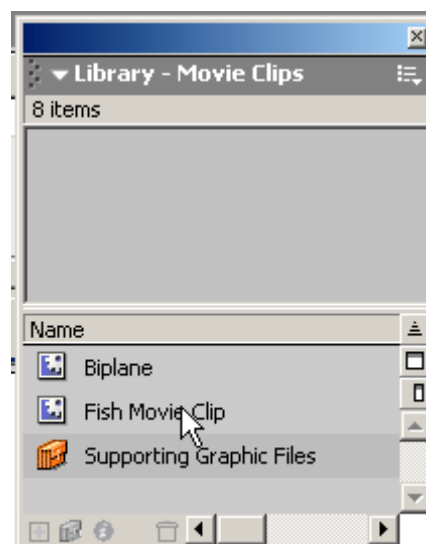 Library - Movie Clips
8 items
Name
Biplane
Fish Movie Clip
Supporting Graphic Files